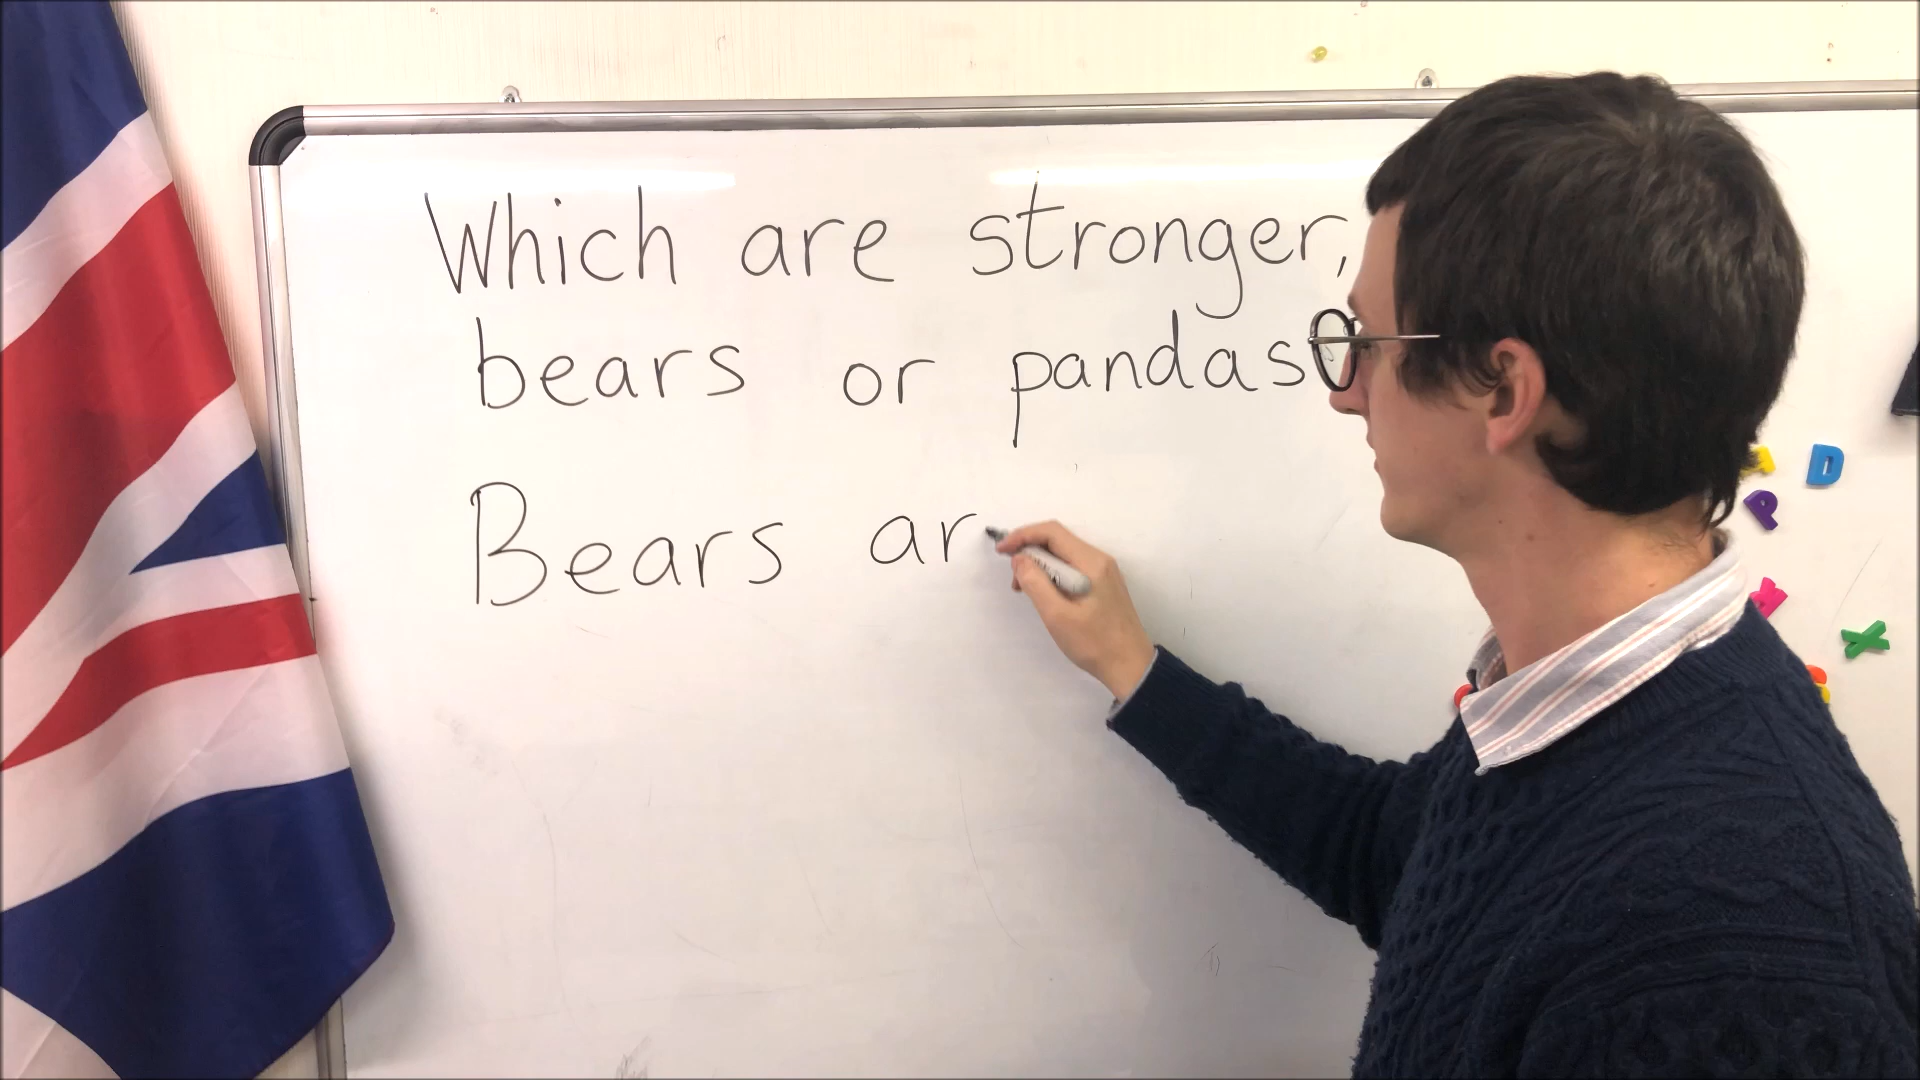 Which are stronger,
bears or pandas
Bears ar
D
P
X